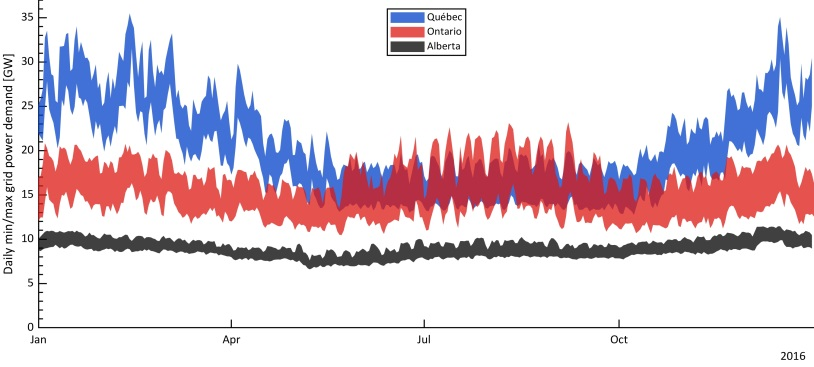 Daily min/max grid power demand [GW]
35
30
25
20
15
10
5
0
Québec
Ontario
Alberta
Jan
Apr
Jul
Oct
2016